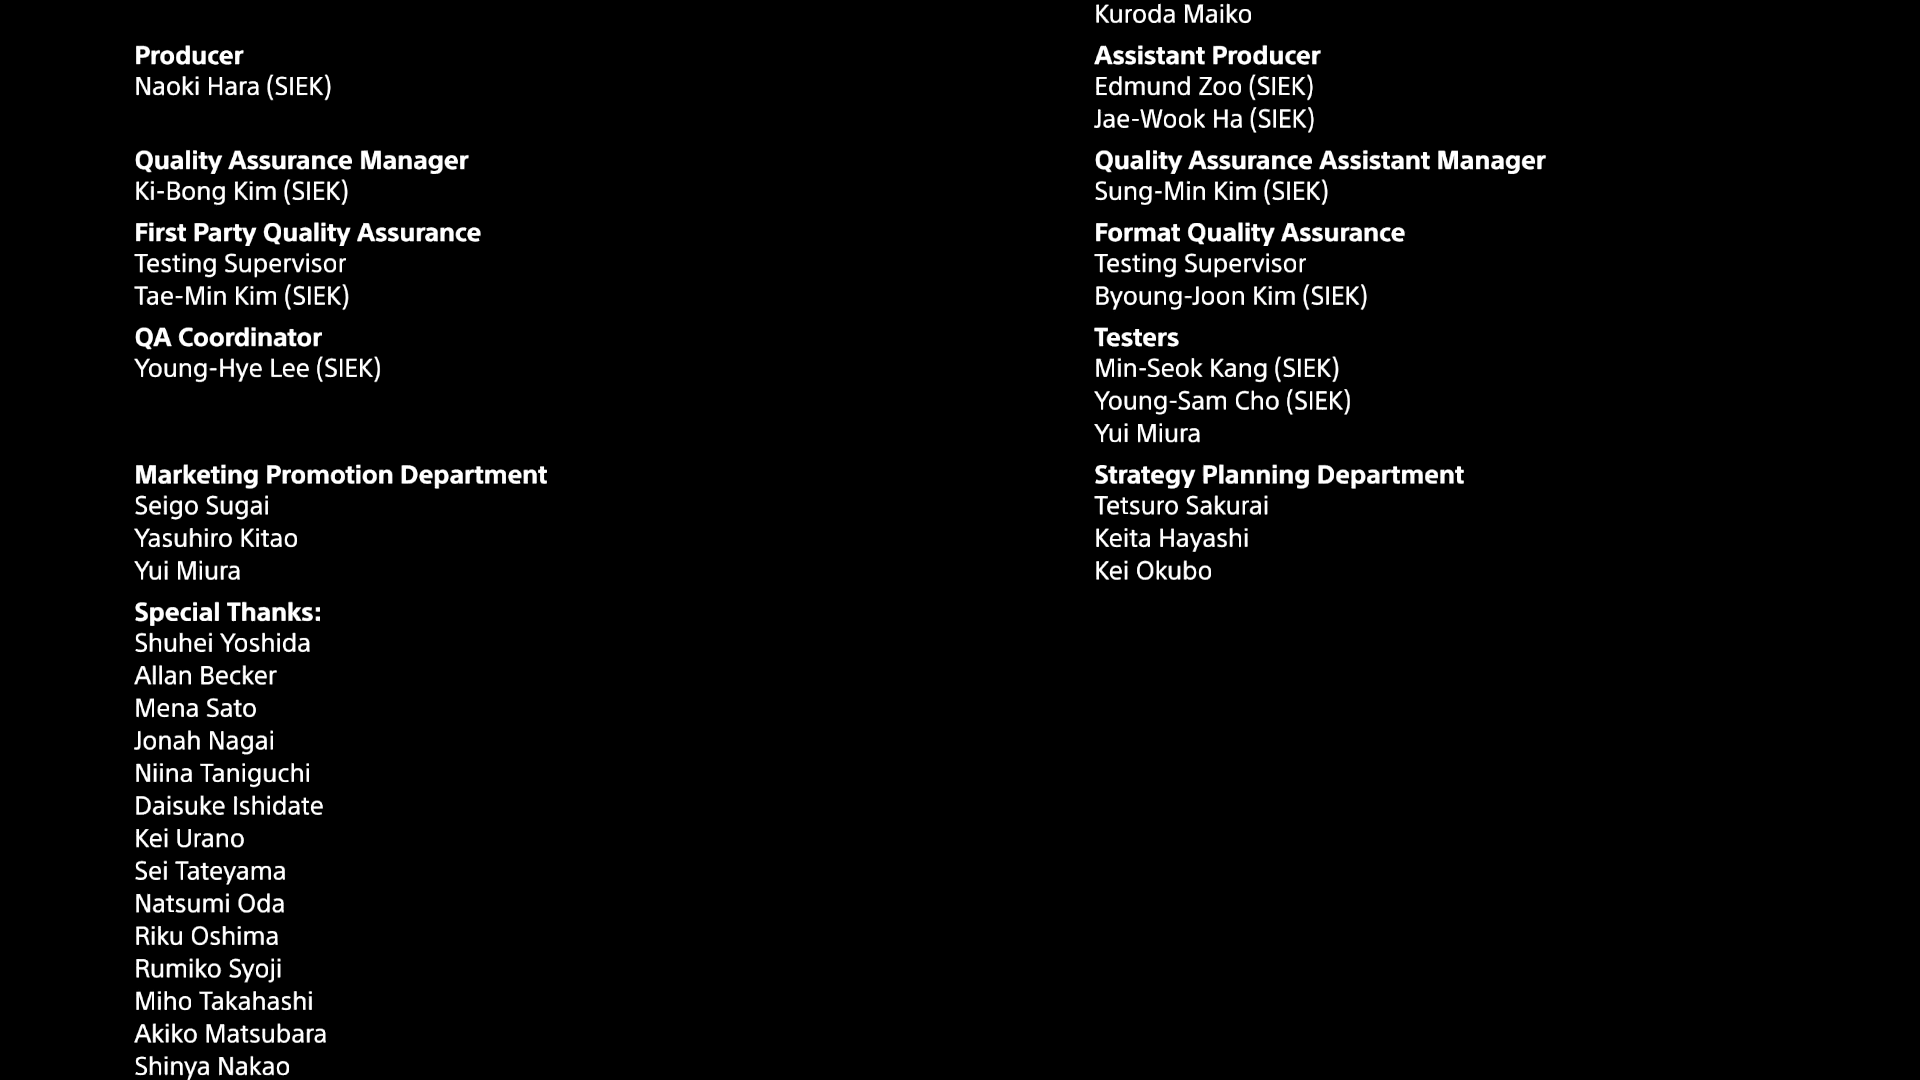 Kuroda Maiko
Producer
Naoki Hara (SIEK)
Assistant Producer
Edmund Zoo (SIEK)
Jae-Wook Ha (SIEK)
Quality Assurance Manager
Ki-Bong Kim (SIEK)
Quality Assurance Assistant Manager
Sung-Min Kim (SIEK)
First Party Quality Assurance
Testing Supervisor
Tae-Min Kim (SIEK)
Format Quality Assurance
Testing Supervisor
Byoung-Joon Kim (SIEK)
QA Coordinator
Young-Hye Lee (SIEK)
Testers
Min-Seok Kang (SIEK)
Young-Sam Cho (SIEK)
Yui Miura
Marketing Promotion Department
Seigo Sugai
Yasuhiro Kitao
Yui Miura
Strategy Planning Department
Tetsuro Sakurai
Keita Hayashi
Kei Okubo
Special Thanks:
Shuhei Yoshida
Allan Becker
Mena Sato
Jonah Nagai
Niina Taniguchi
Daisuke Ishidate
Kei Urano
Sei Tateyama
Natsumi Oda
Riku Oshima
Rumiko Syoji
Miho Takahashi
Akiko Matsubara
Shinya Nakao